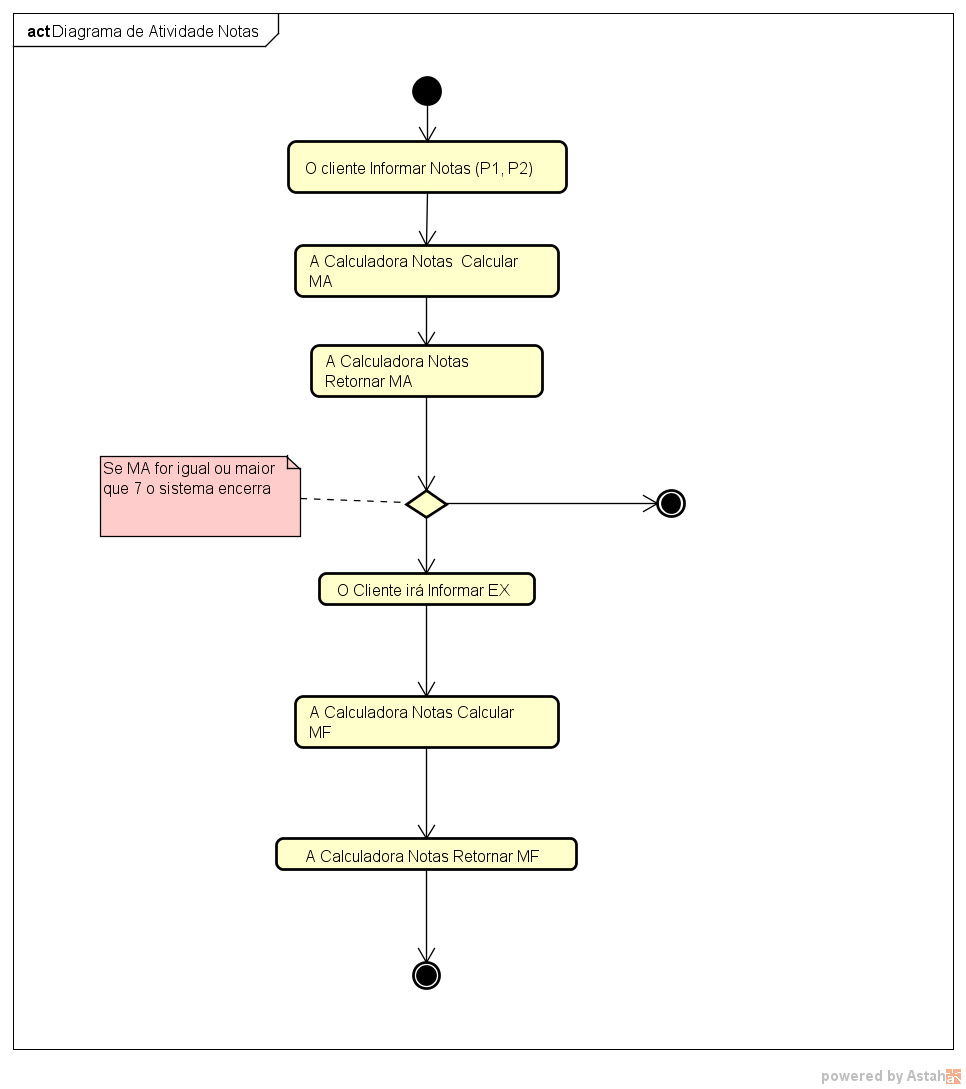 act Diagrama de Atividade Notas
O cliente Informar Notas (P1, P2)
A Calculadora Notas  Calcular
MA
A Calculadora Notas
Retornar MA
Se MA for igual ou maior
que 7 o sistema encerra
O Cliente irá Informar EX
A Calculadora Notas Calcular
MF
A Calculadora Notas Retornar MF
powered by Astah